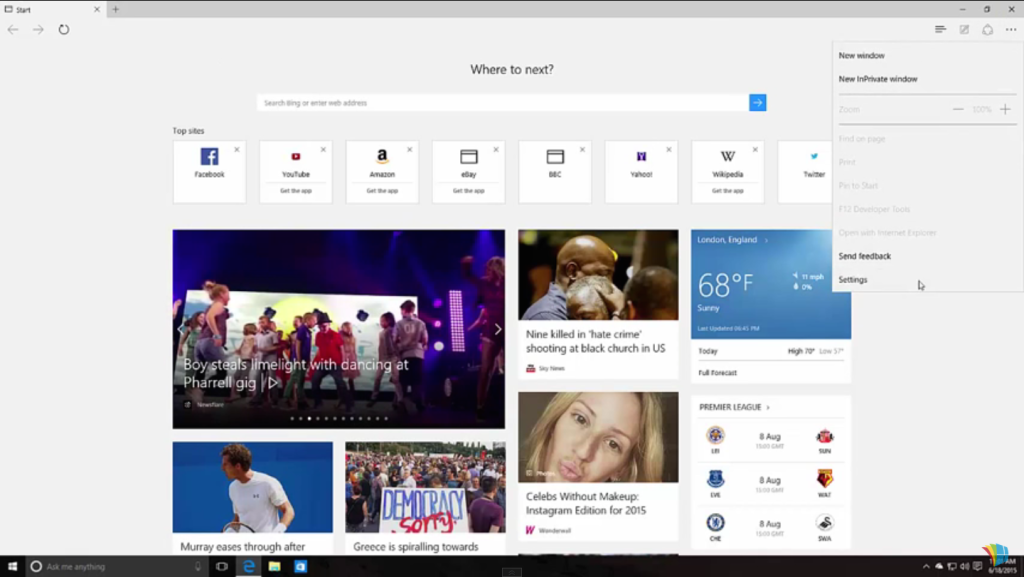 Start
Where to next?
Search Bing or enter web address
Top sites
Facebook
YouTube
Get the app
Amazon
Get the app
eBay
Get the app
BBC
Yahoo!
Wikipedia
Get the app
Twitter
New window
New InPrivate window
Zoom
100%
Find on page
Print
Pin to Start
F12 Developer Tools
Open with Internet Explorer
Send feedback
Settings
Boy steals limelight with dancing at
Pharrell gig
Newsflare
Nine killed in 'hate crime'
shooting at black church in US
Sky News
London, England
68°F
11 mph
0%
Sunny
Last Updated 06:45 PM
Today
High 70° Low 57°
Full Forecast
Murray eases through after
DEMOCRACY
sorry
Greece is spiralling towards
Photos
Celebs Without Makeup:
Instagram Edition for 2015
Wonderwall
PREMIER LEAGUE
LEI
8 Aug
15:00 GMT
SUN
EVE
8 Aug
15:00 GMT
WAT
CHE
8 Aug
15:00 GMT
SWA
Ask me anything
AM
6/18/2015